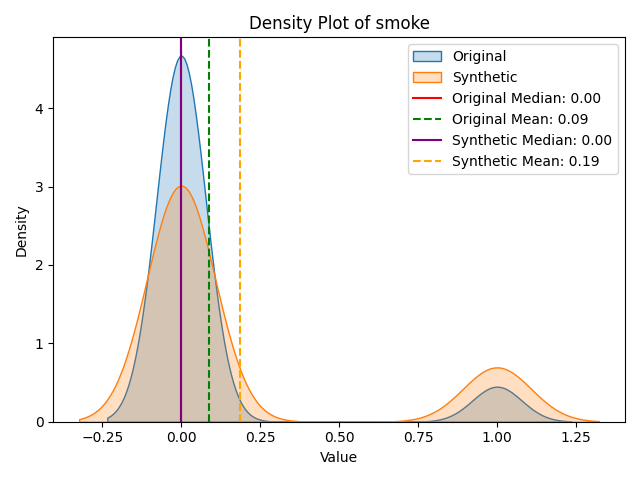 Density Plot of smoke
Original
Synthetic
Original Median: 0.00
Original Mean: 0.09
Synthetic Median: 0.00
Synthetic Mean: 0.19
Density
4
3
2
1
0
−0.25 0.00 0.25 0.50 0.75 1.00 1.25
Value